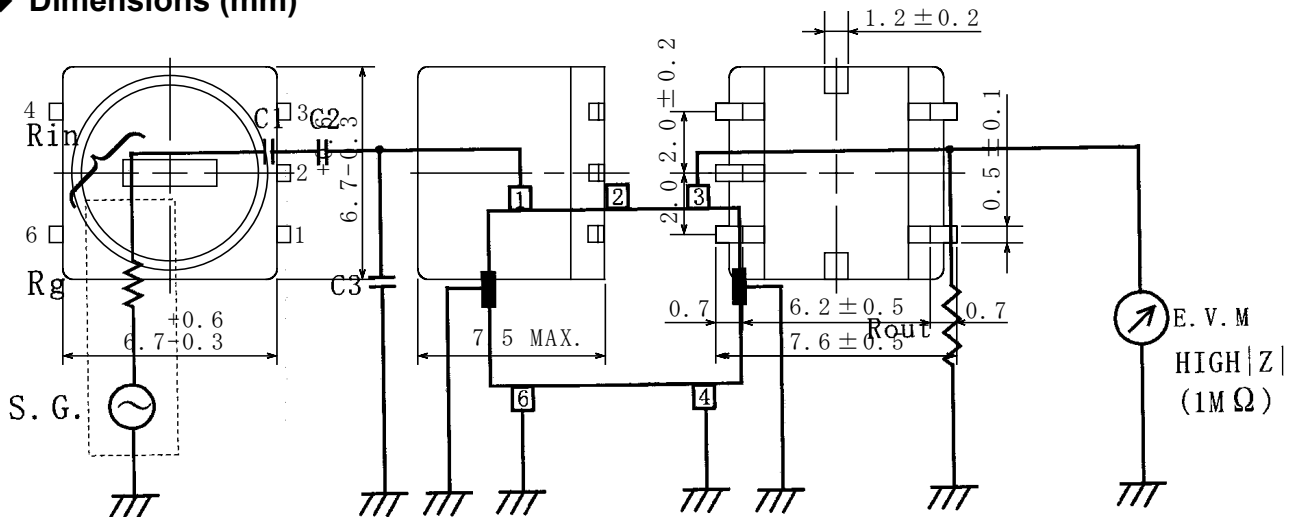 Dimensions (mm)
1.2±0.2
4
3
Rin
C1
C2
2
6.7-0.3
6
1
Rg
C3
+0.6
6.7-0.3
7.5 MAX.
S.G.
1
2
3
6
4
2.0
2.0±0.2
0.5±0.1
0.7
6.2±0.5
0.7
Rout
7.6±0.5
E.V.M
HIGH|Z|
(1MΩ)